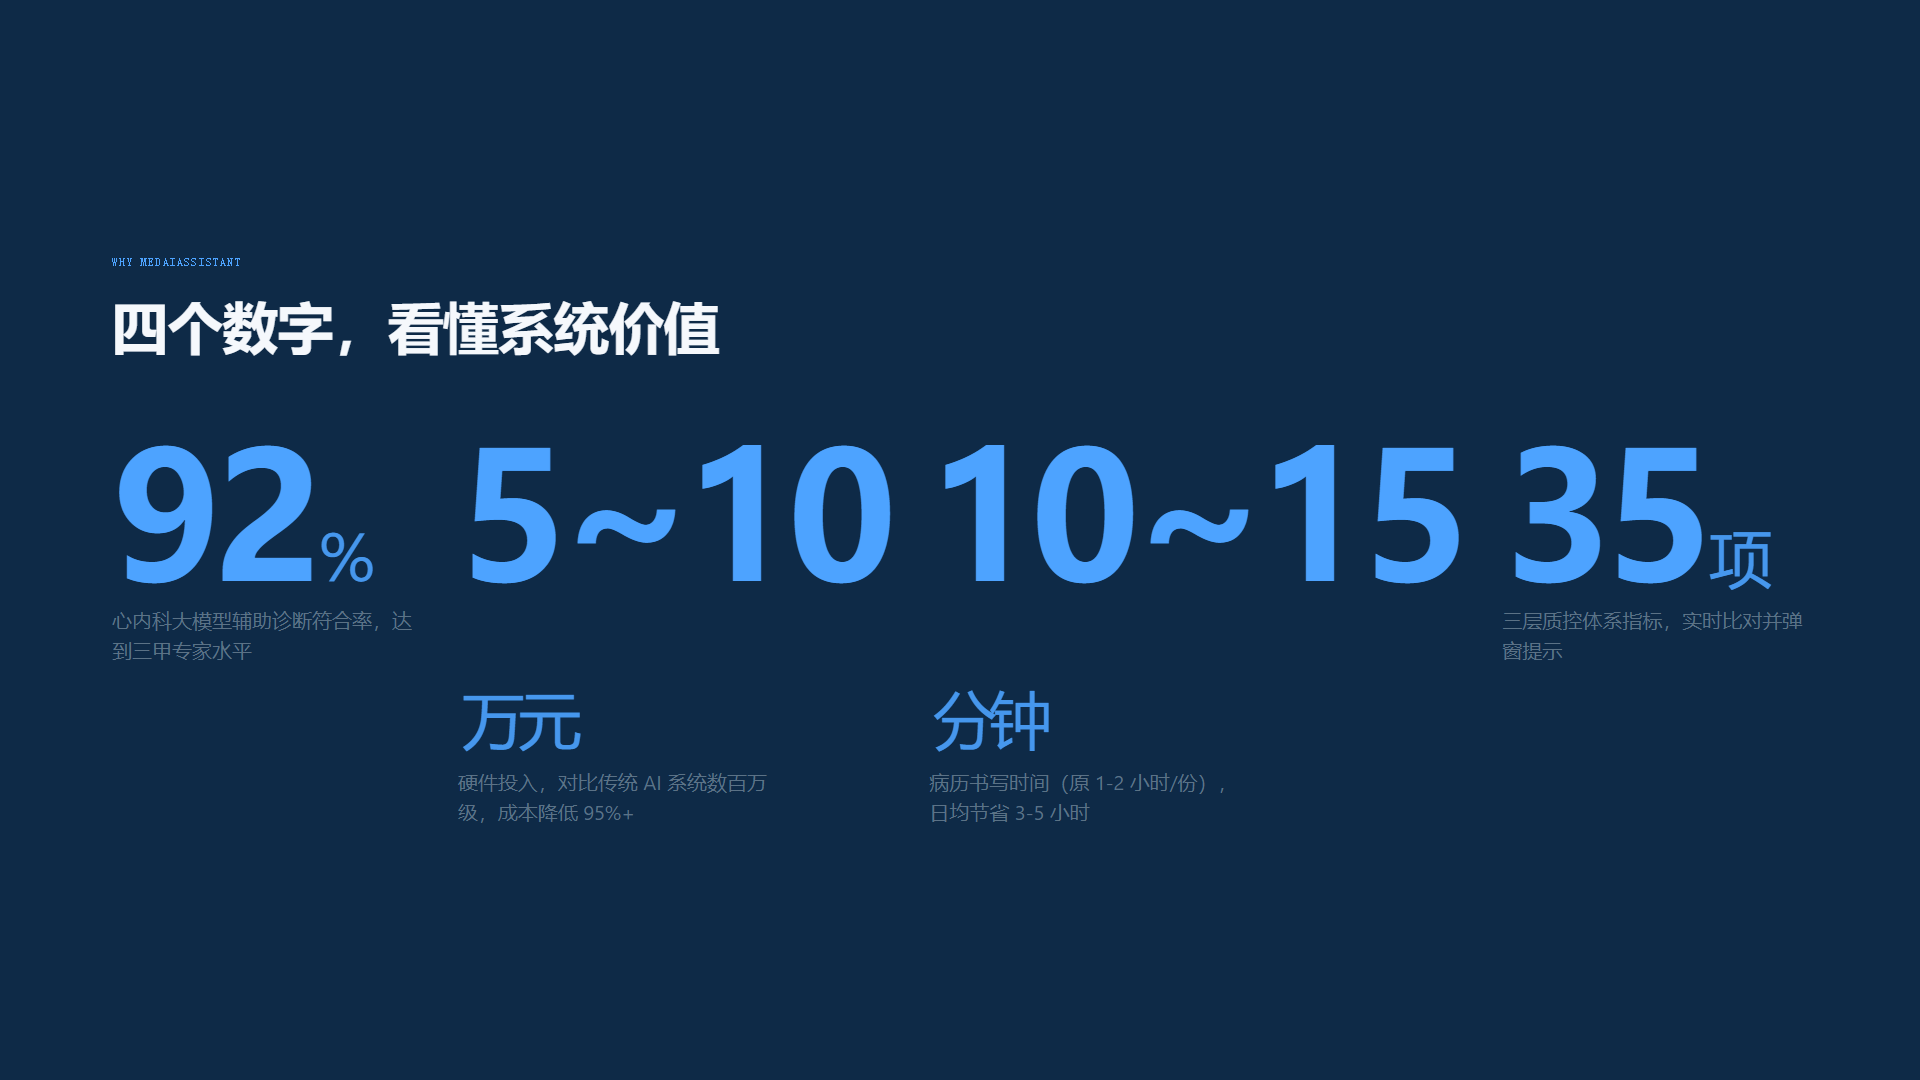 WHY MEDAIASSISTANT
四个数字，看懂系统价值
92%
心内科大模型辅助诊断符合率，达
到三甲专家水平
5~10
万元
硬件投入，对比传统 AI 系统数百万
级，成本降低 95%+
10~15
分钟
病历书写时间（原 1-2 小时/份），
日均节省 3-5 小时
35项
三层质控体系指标，实时比对并弹
窗提示